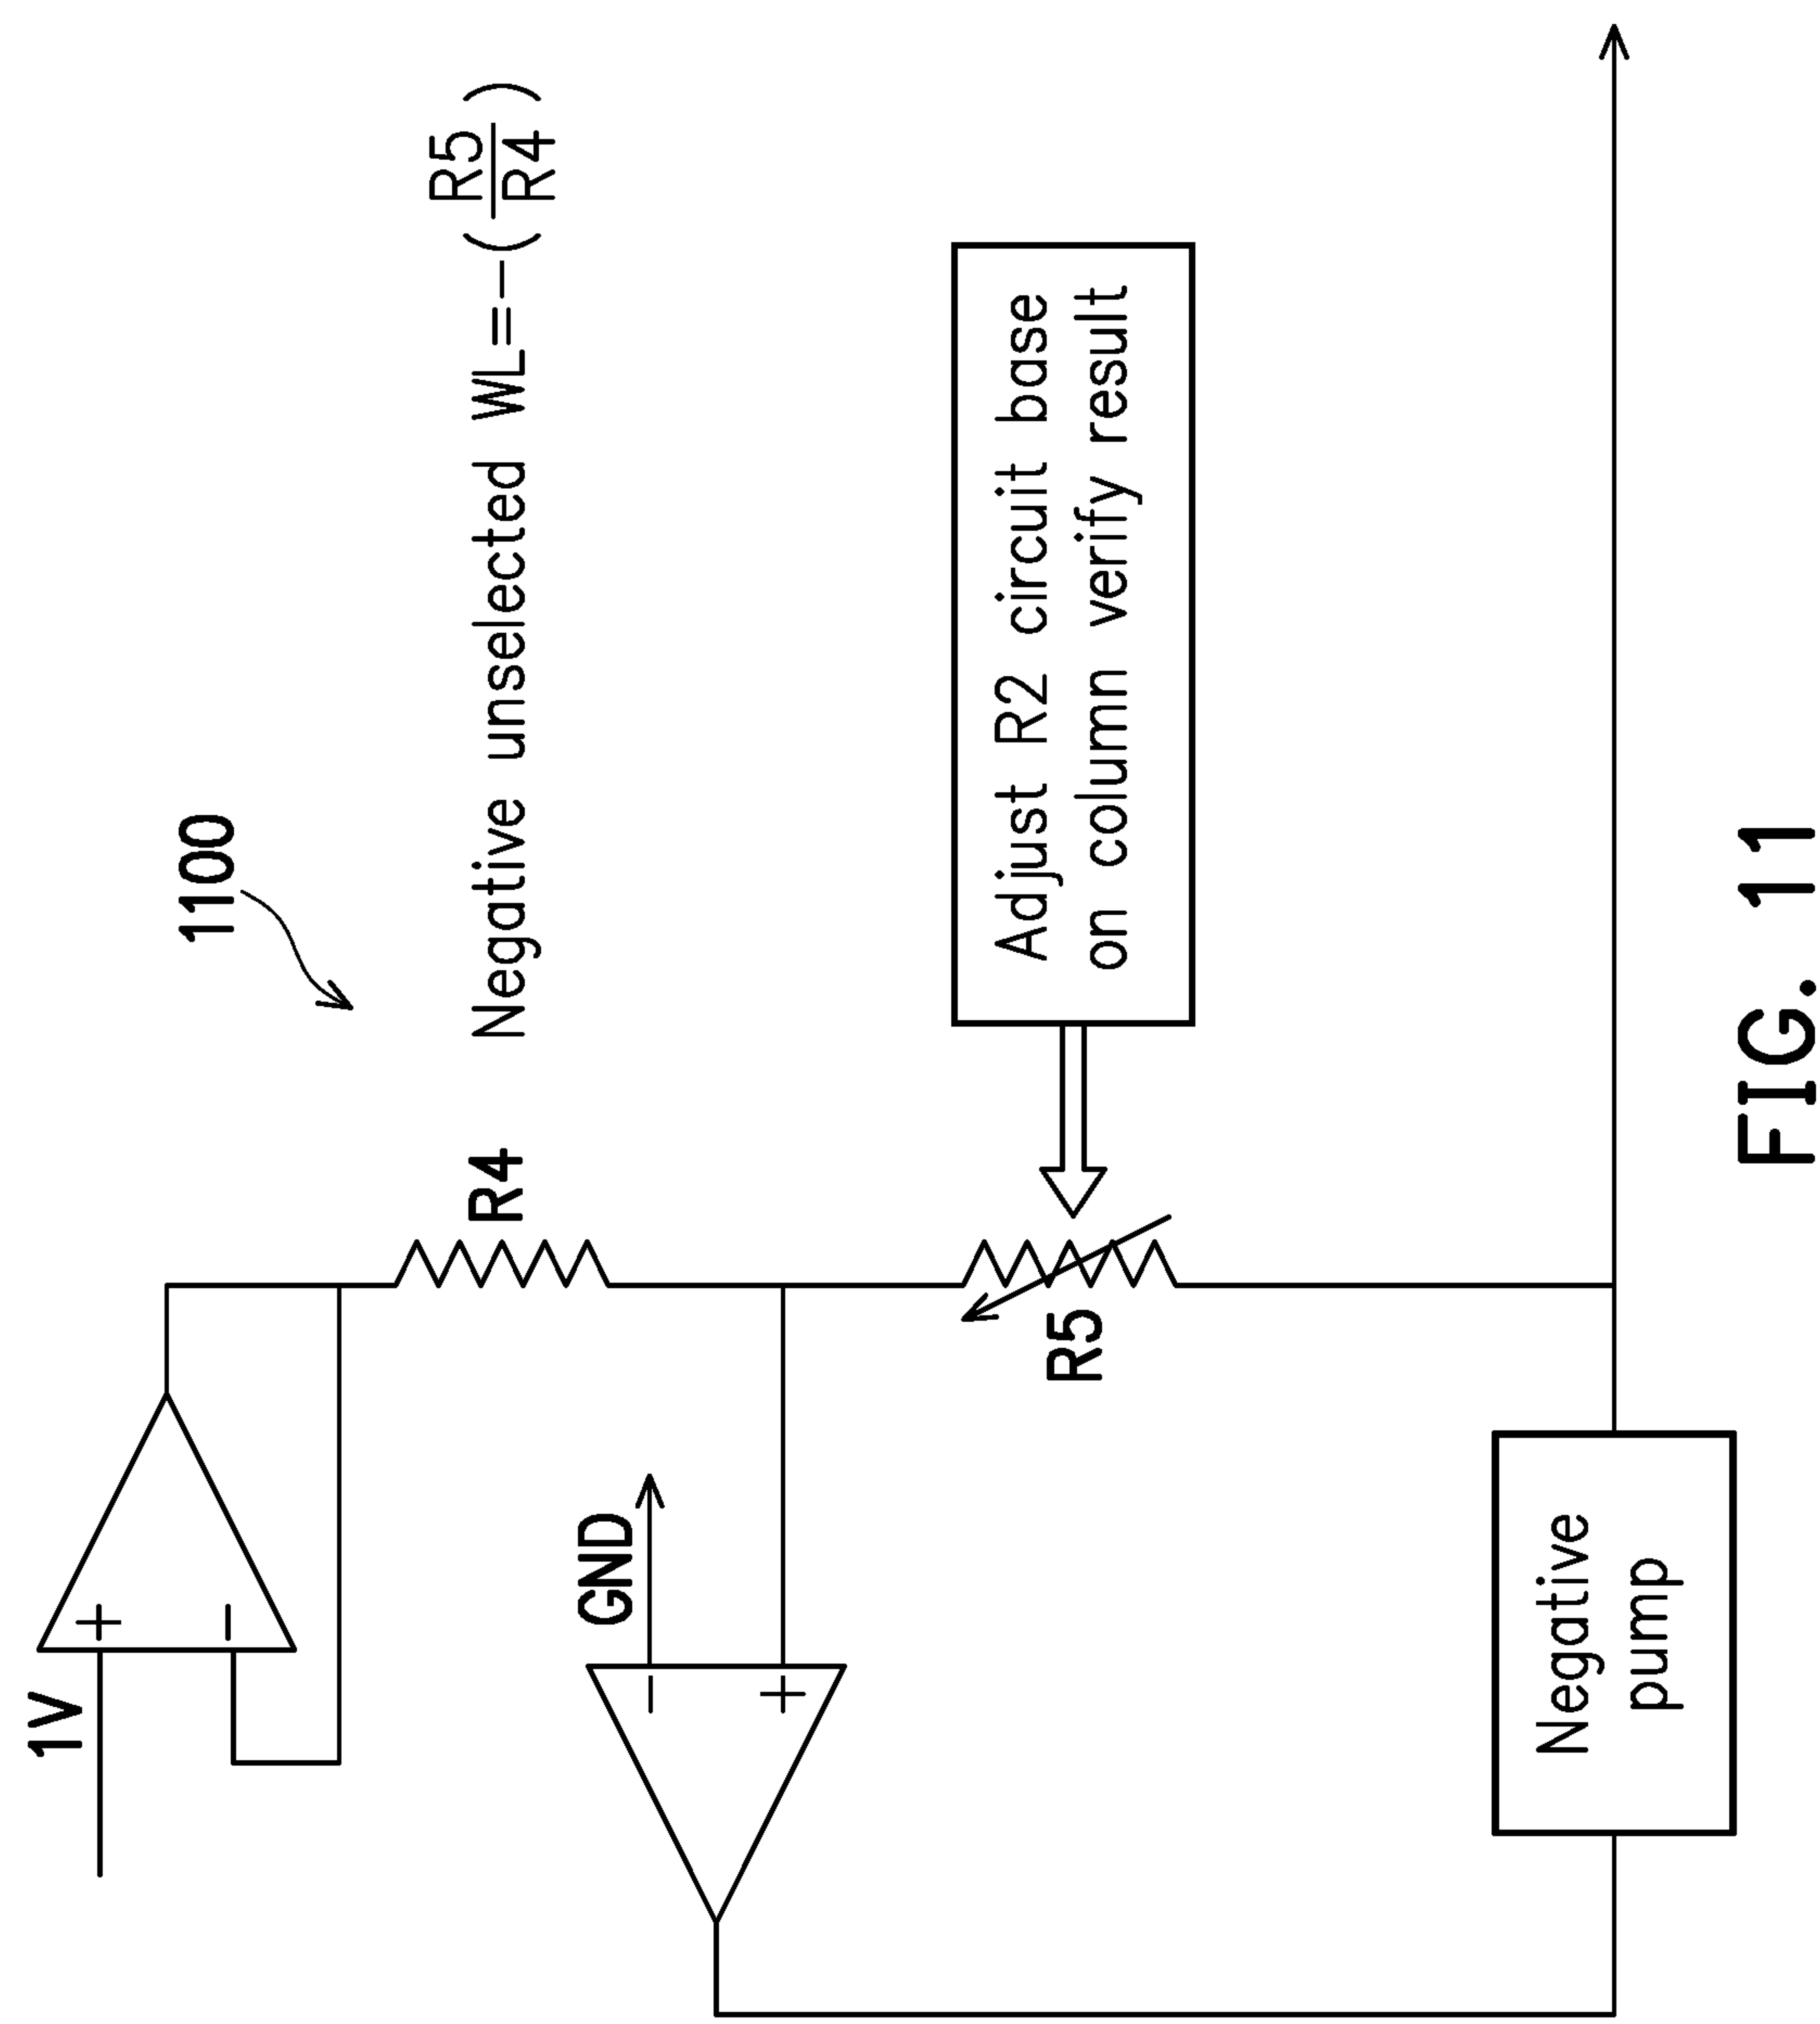 1100
1V
+
−
R4
Negative unselected WL=−(R5/R4)
GND
−
+
R5
Adjust R2 circuit base
on column verify result
Negative
pump
FIG. 11